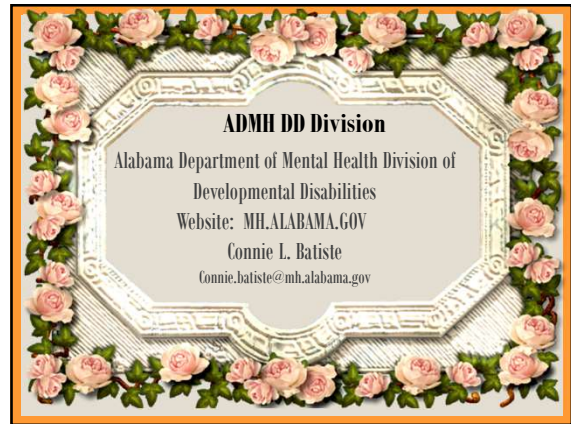 ADMH DD Division
Alabama Department of Mental Health Division of
Developmental Disabilities
Website: MH.ALABAMA.GOV
Connie L. Batiste
Connie.batiste@mh.alabama.gov